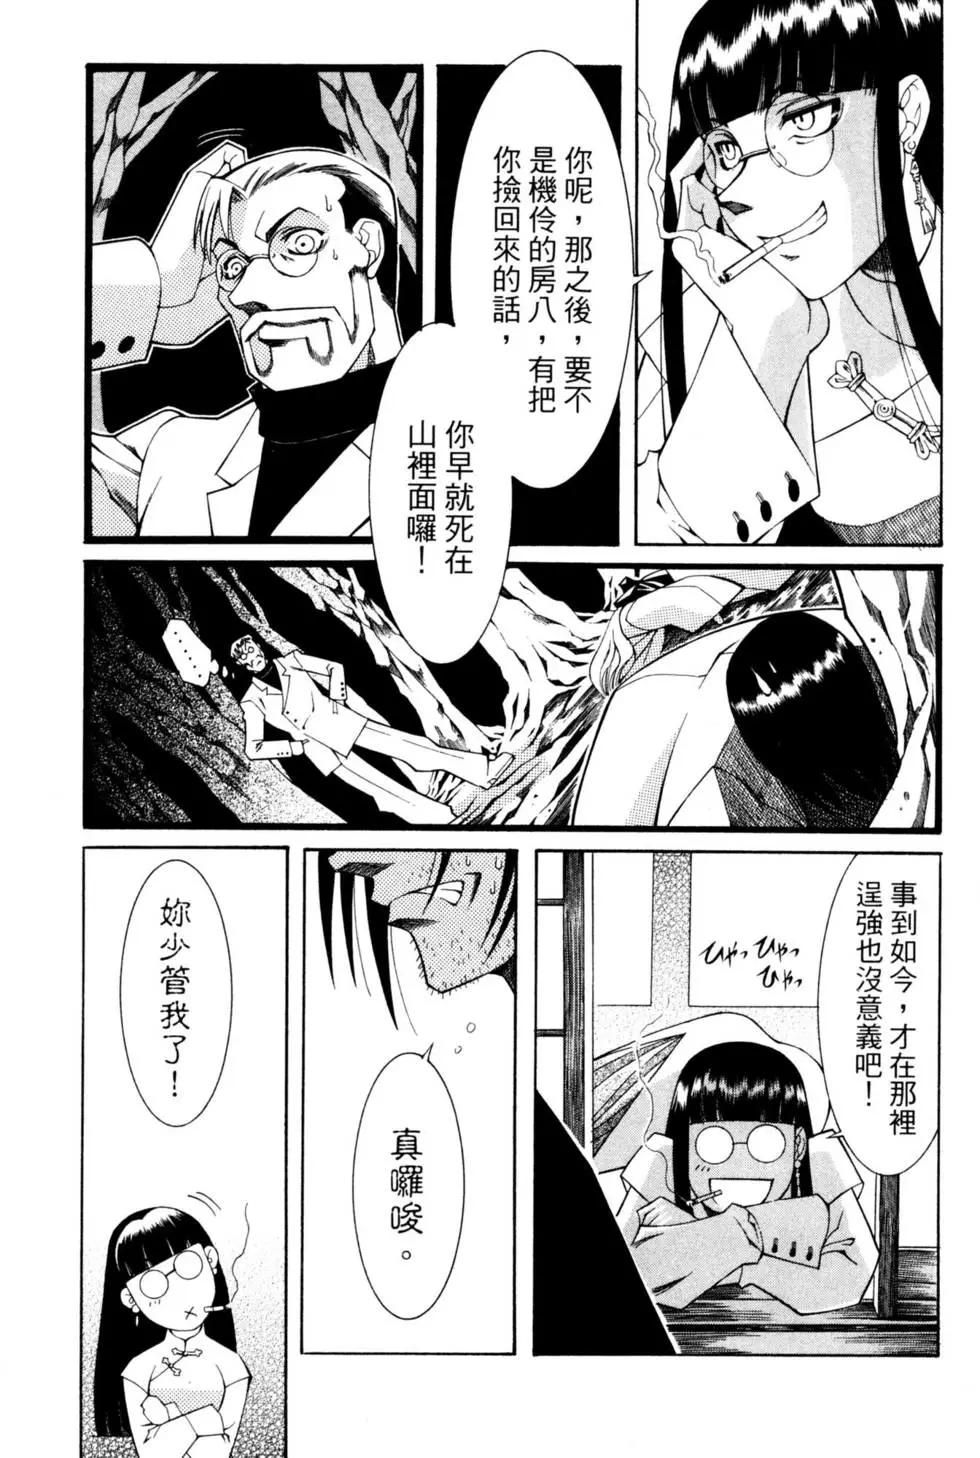 你呢，那之後，要不
是機伶的房八，有把
你撿回來的話，
你早就死在
山裡面囉！
‥‥
事到如今，才在那裡
逞強也沒意義吧！
ひゃっひゃっ
ひゃっ
真囉唆。
妳少管我了！